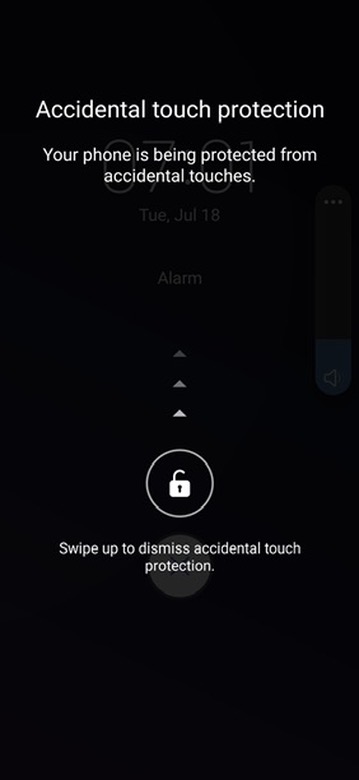 Accidental touch protection
07:31
Your phone is being protected from
accidental touches.
Tue, Jul 18
Alarm
Swipe up to dismiss accidental touch
protection.